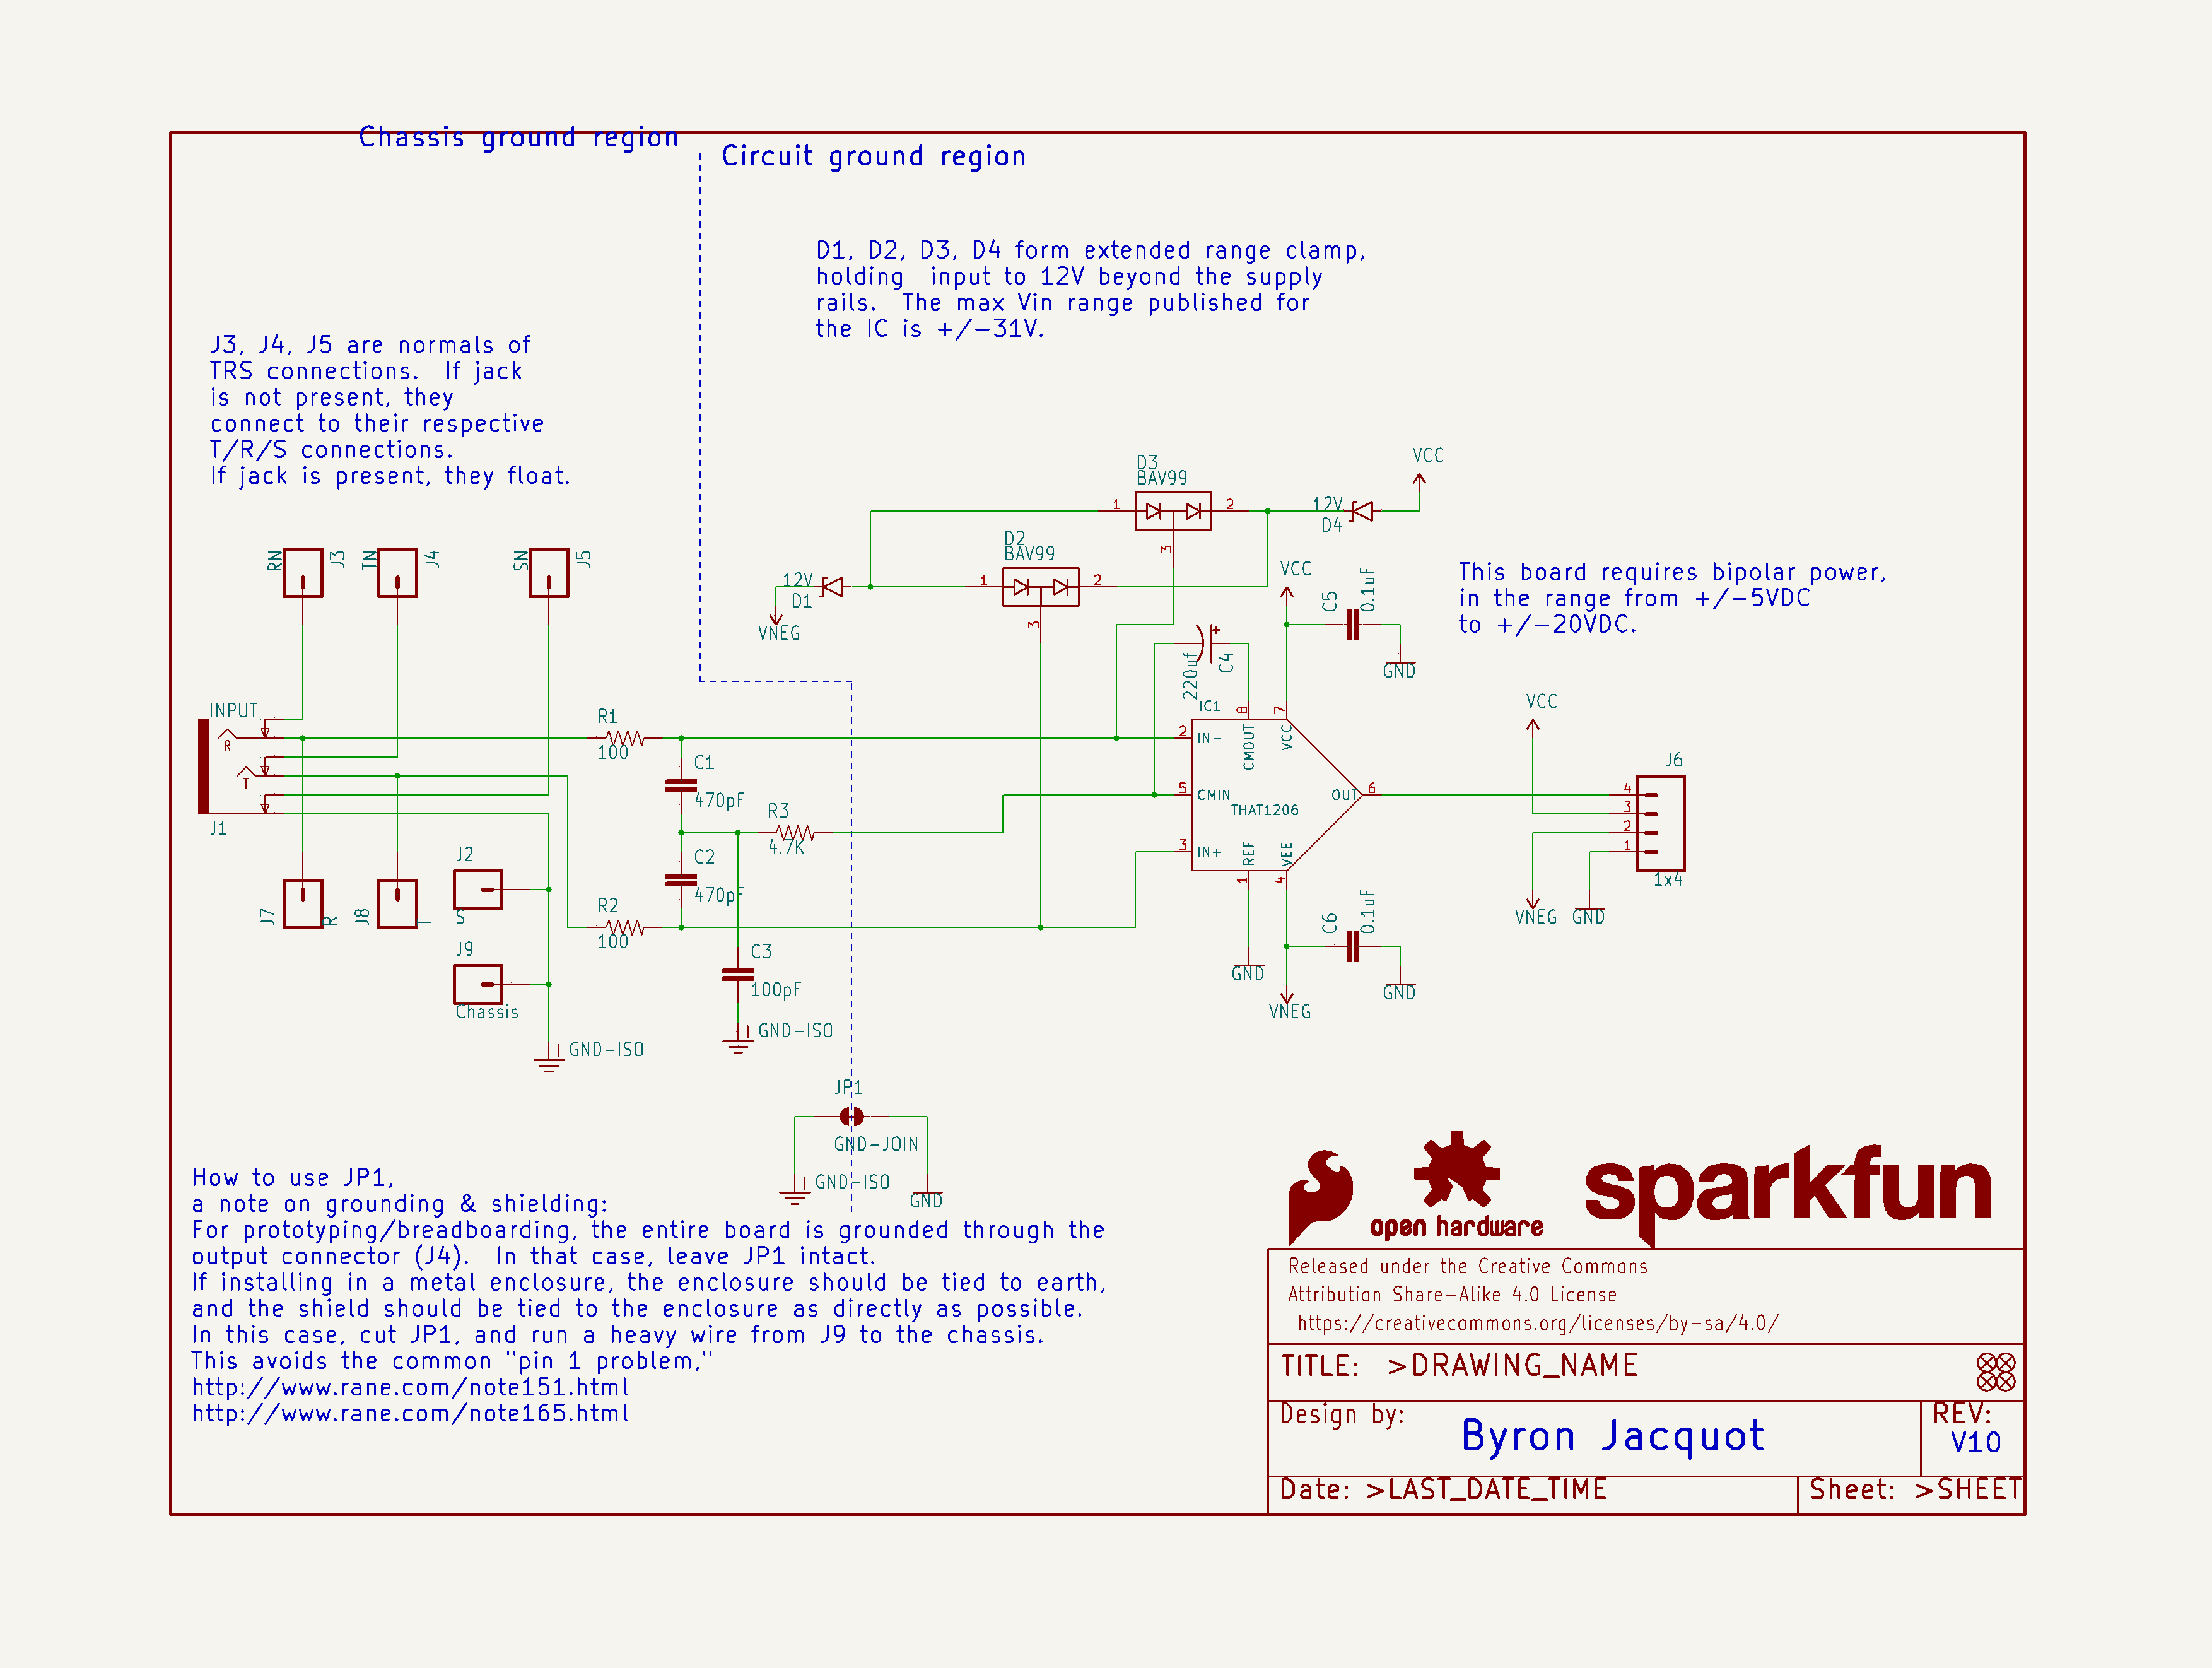 Chassis ground region
Circuit ground region
D1, D2, D3, D4 form extended range clamp,
holding  input to 12V beyond the supply
rails.  The max Vin range published for
the IC is +/-31V.
J3, J4, J5 are normals of
TRS connections.  If jack
is not present, they
connect to their respective
T/R/S connections.
If jack is present, they float.
D3
BAV99
VCC
1
2
12V
D4
3
D2
BAV99
12V
D1
1
2
VNEG
3
RN
J3
TN
J4
SN
J5
VCC
C5
0.1uF
GND
This board requires bipolar power,
in the range from +/-5VDC
to +/-20VDC.
220uf
C4
+
INPUT
R
T
J1
R1
100
C1
470pF
R3
4.7K
C2
470pF
R2
100
C3
100pF
GND-ISO
J2
S
J9
Chassis
GND-ISO
J7
R
J8
T
IC1
8
7
2
IN-
CMOUT
VCC
5
CMIN
THAT1206
OUT
6
3
IN+
REF
VEE
1
4
GND
VNEG
C6
0.1uF
GND
VCC
J6
4
3
2
1
1x4
VNEG
GND
JP1
GND-JOIN
GND-ISO
GND
How to use JP1,
a note on grounding & shielding:
For prototyping/breadboarding, the entire board is grounded through the
output connector (J4).  In that case, leave JP1 intact.
If installing in a metal enclosure, the enclosure should be tied to earth,
and the shield should be tied to the enclosure as directly as possible.
In this case, cut JP1, and run a heavy wire from J9 to the chassis.
This avoids the common "pin 1 problem,"
http://www.rane.com/note151.html
http://www.rane.com/note165.html
open hardware
sparkfun
Released under the Creative Commons
Attribution Share-Alike 4.0 License
https://creativecommons.org/licenses/by-sa/4.0/
TITLE:  >DRAWING_NAME
Design by:
Byron Jacquot
REV:
V10
Date: >LAST_DATE_TIME
Sheet: >SHEET